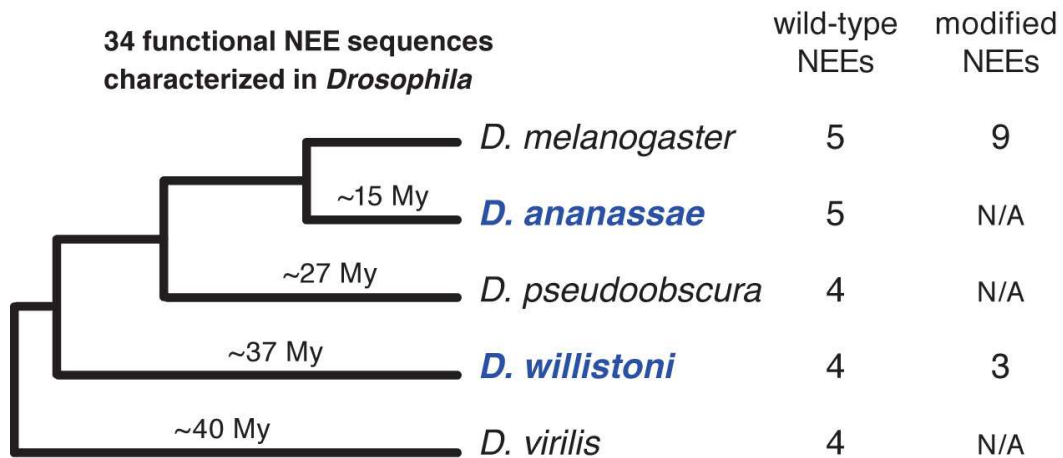 34 functional NEE sequences
characterized in Drosophila
wild-type
NEEs
modified
NEEs
D. melanogaster 5 9
~15 My
D. ananassae 5 N/A
~27 My
D. pseudoobscura 4 N/A
~37 My
D. willistoni 4 3
~40 My
D. virilis 4 N/A